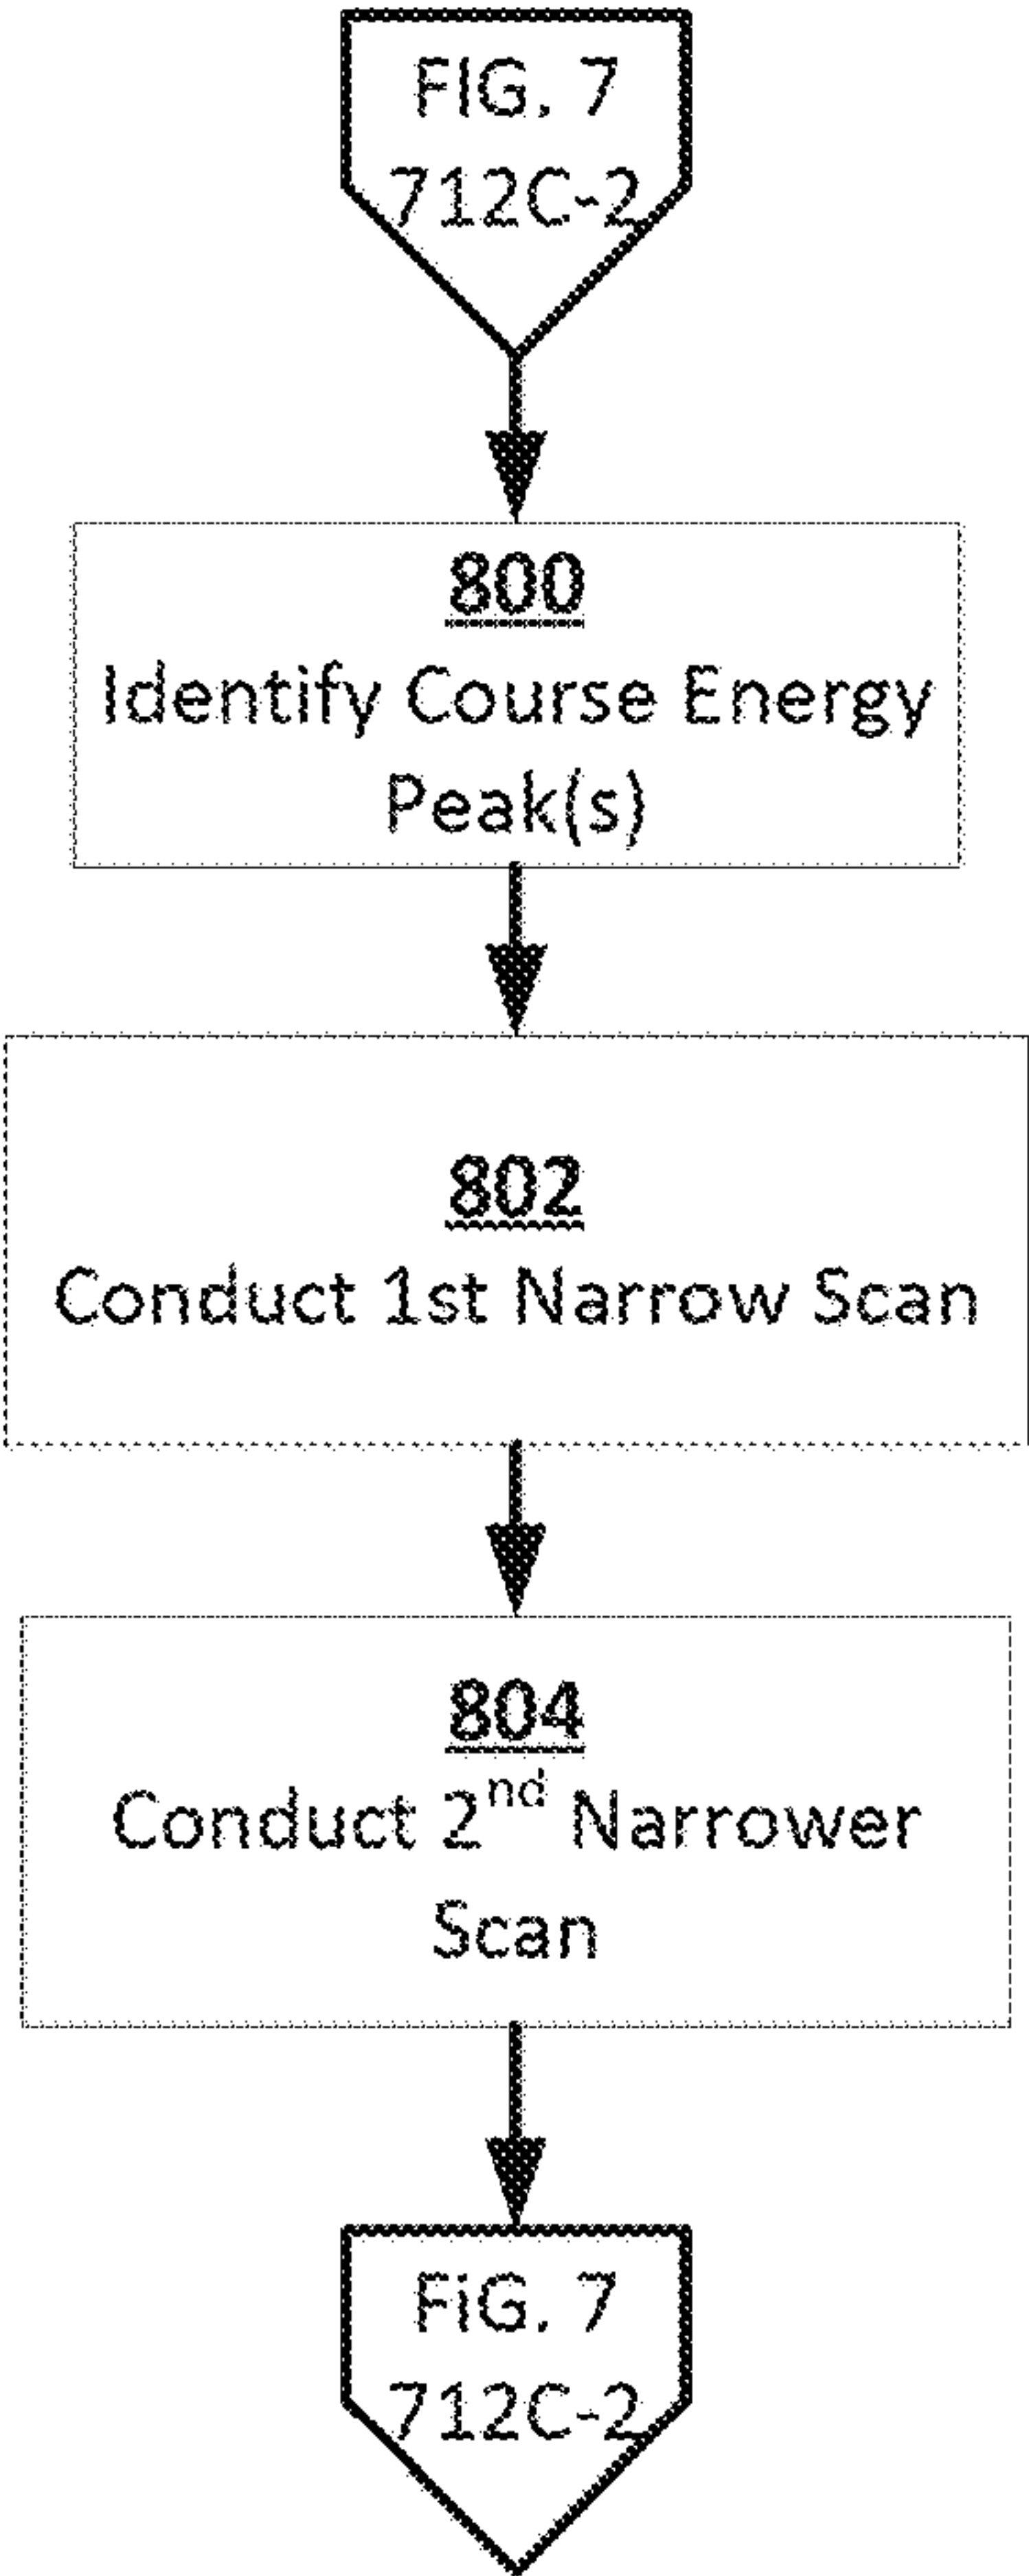 FIG. 7
712C-2
800
Identify Course Energy
Peak(s)
802
Conduct 1st Narrow Scan
804
Conduct 2nd Narrower
Scan
FiG. 7
712C-2